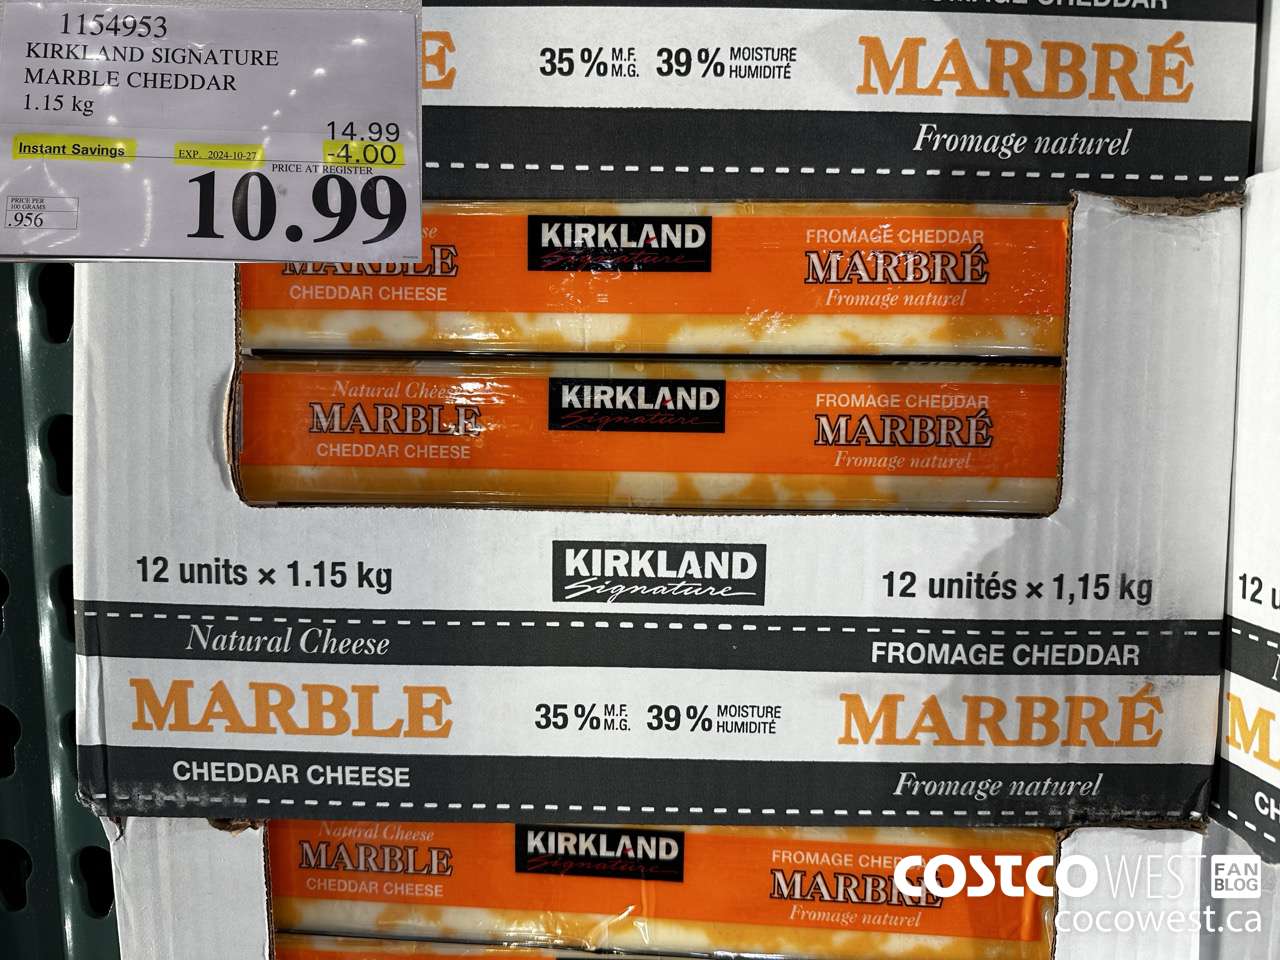 1154953
KIRKLAND SIGNATURE
MARBLE CHEDDAR
1.15 kg
14.99
Instant Savings EXP. 2024-10-27 -4.00
PRICE AT REGISTER
PRICE PER
100 GRAMS
.956
10.99
CHEDDAR
E 35% M.F. M.G. 39% MOISTURE HUMIDITÉ MARBRÉ
Fromage naturel
MARBLE
CHEDDAR CHEESE
KIRKLAND
Signature
FROMAGE CHEDDAR
MARBRÉ
Fromage naturel
Natural Cheese
MARBLE
CHEDDAR CHEESE
KIRKLAND
Signature
FROMAGE CHEDDAR
MARBRÉ
Fromage naturel
12 units × 1.15 kg
KIRKLAND
Signature
12 unités × 1,15 kg
12 u
Natural Cheese
FROMAGE CHEDDAR
MARBLE 35% M.F. M.G. 39% MOISTURE HUMIDITÉ MARBRÉ
CHEDDAR CHEESE
Fromage naturel
Natural Cheese
MARBLE
CHEDDAR CHEESE
KIRKLAND
Signature
FROMAGE CHE
MARBRÉ
Fromage naturel
COSTCO WEST FAN BLOG
cocowest.ca